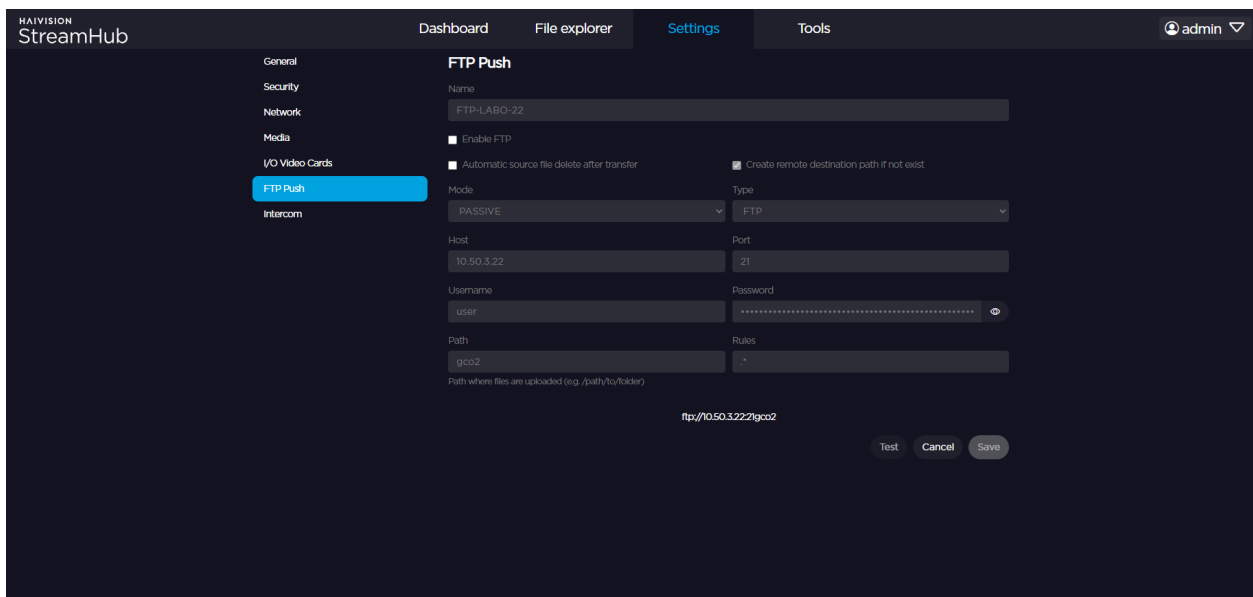 HAIVISION
StreamHub
Dashboard
File explorer
Settings
Tools
admin
General
Security
Network
Media
I/O Video Cards
FTP Push
Intercom
FTP Push
Name
FTP-LABO-22
Enable FTP
Automatic source file delete after transfer
Create remote destination path if not exist
Mode
Type
PASSIVE
FTP
Host
Port
10.50.3.22
21
Username
Password
user
Path
Rules
gco2
.*
Path where files are uploaded (e.g. /path/to/folder)
ftp://10.50.3.22:21gco2
Test
Cancel
Save